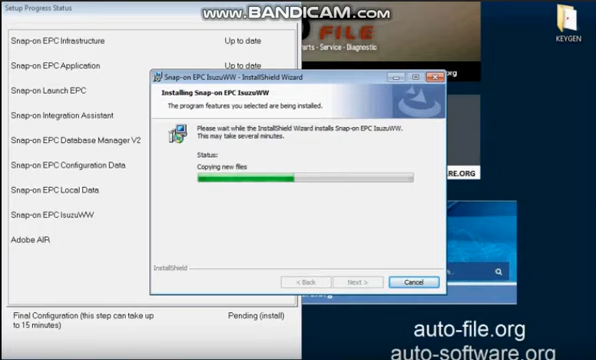 Setup Progress Status
www.BANDICAM.com
FILE
Parts - Service - Diagnostic
KEYGEN
Snap-on EPC Infrastructure
Up to date
Snap-on EPC Application
Up to date
Snap-on Launch EPC
Snap-on Integration Assistant
Snap-on EPC Database Manager V2
Snap-on EPC Configuration Data
Snap-on EPC Local Data
Snap-on EPC IsuzuWW
Adobe AIR
Final Configuration (this step can take up
to 15 minutes)
Pending (install)
Snap-on EPC IsuzuWW - InstallShield Wizard
Installing Snap-on EPC IsuzuWW
The program features you selected are being installed.
Please wait while the InstallShield Wizard installs Snap-on EPC IsuzuWW.
This may take several minutes.
Status:
Copying new files
InstallShield
< Back
Next >
Cancel
auto-file.org
auto-software.org